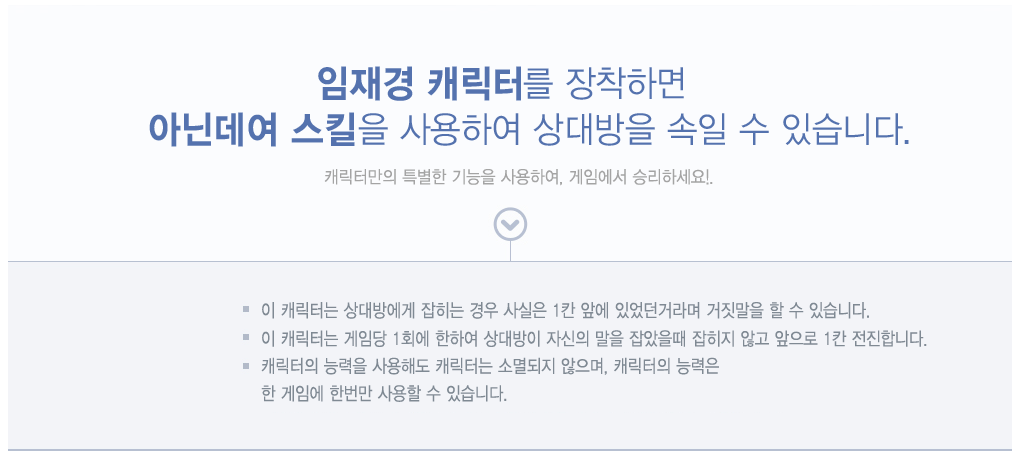 임재경 캐릭터를 장착하면
아닌데여 스킬을 사용하여 상대방을 속일 수 있습니다.
캐릭터만의 특별한 기능을 사용하여, 게임에서 승리하세요!.
이 캐릭터는 상대방에게 잡히는 경우 사실은 1칸 앞에 있었던거라며 거짓말을 할 수 있습니다.
이 캐릭터는 게임당 1회에 한하여 상대방이 자신의 말을 잡았을때 잡히지 않고 앞으로 1칸 전진합니다.
캐릭터의 능력을 사용해도 캐릭터는 소멸되지 않으며, 캐릭터의 능력은
한 게임에 한번만 사용할 수 있습니다.